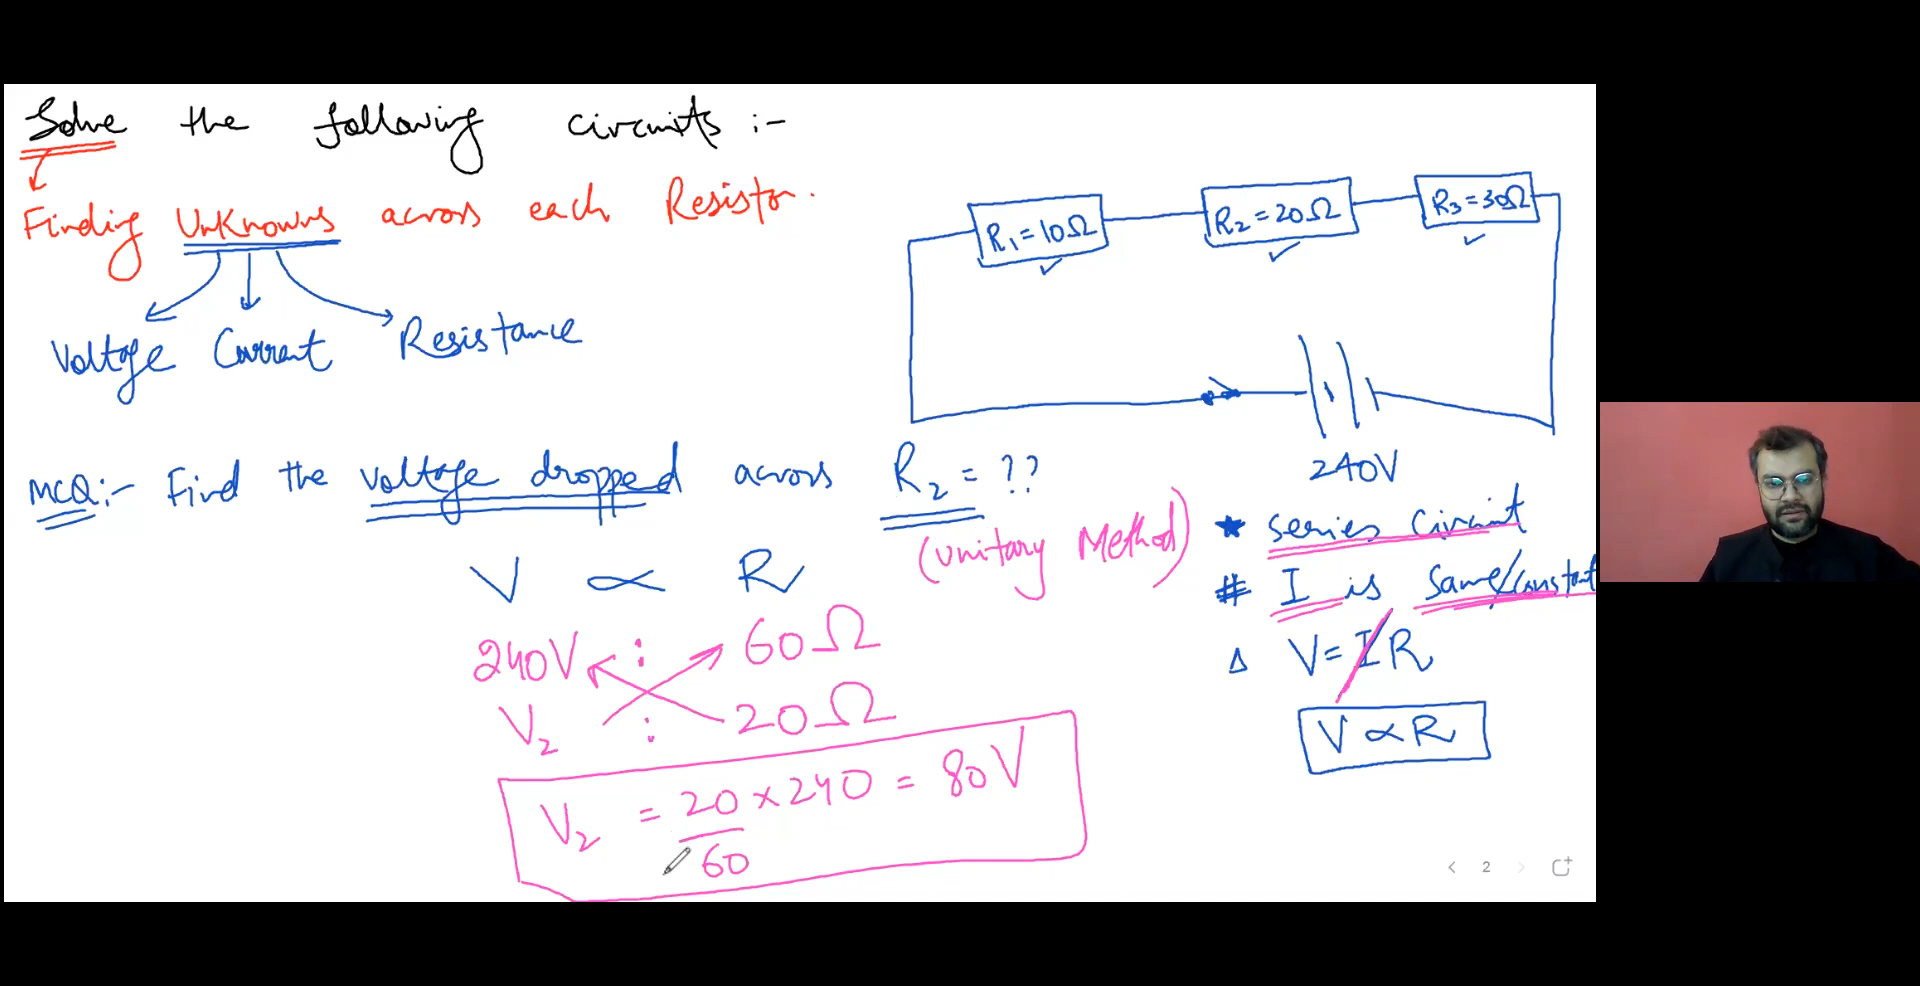 Solve the following circuits :-
Finding Unknowns across each Resistor.
Voltage Current Resistance
R₁=10Ω
R₂=20Ω
R₃=30Ω
240V
MCQ:- Find the voltage dropped across R₂ = ??
(Unitary Method)
V ∝ R
240V : 60Ω
V₂ : 20Ω
V₂ = 20/60 × 240 = 80V
★ series circuit
# I is same/constant
Δ V=IR
V ∝ R
< 2 >